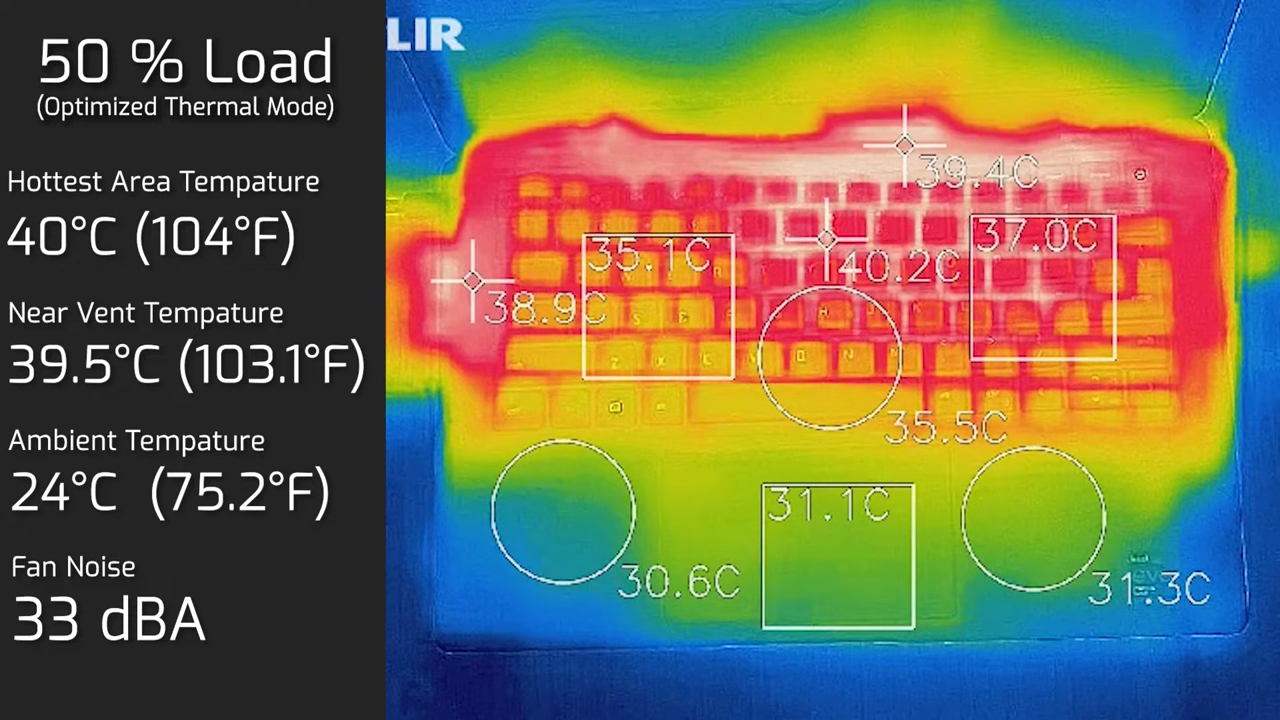 50 % Load
(Optimized Thermal Mode)
Hottest Area Tempature
40°C (104°F)
Near Vent Tempature
39.5°C (103.1°F)
Ambient Tempature
24°C (75.2°F)
Fan Noise
33 dBA
LIR
39.4C
37.0C
35.1C
40.2C
38.9C
35.5C
31.1C
30.6C
31.3C